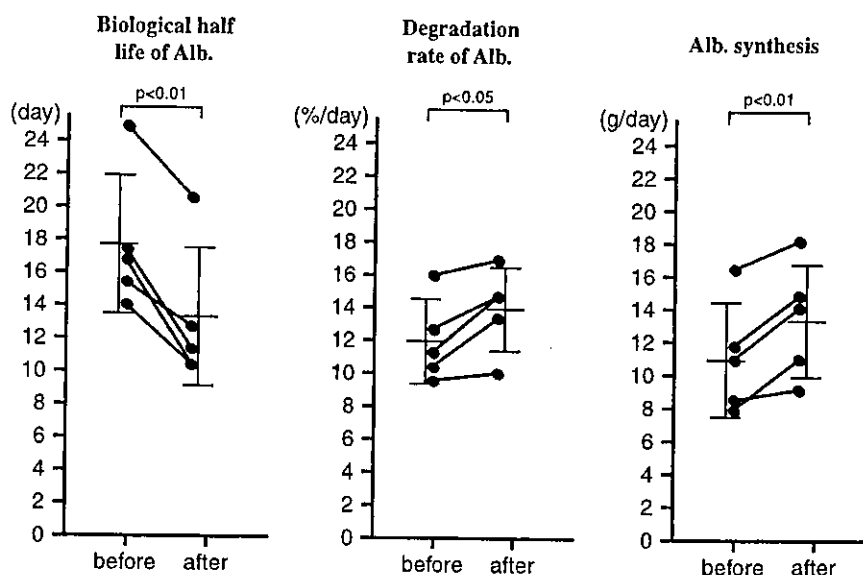 Biological half
life of Alb.
p<0.01
(day)
24
22
20
18
16
14
12
10
8
6
4
2
0
before after
Degradation
rate of Alb.
p<0.05
(%/day)
24
22
20
18
16
14
12
10
8
6
4
2
0
before after
Alb. synthesis
p<0.01
(g/day)
24
22
20
18
16
14
12
10
8
6
4
2
0
before after